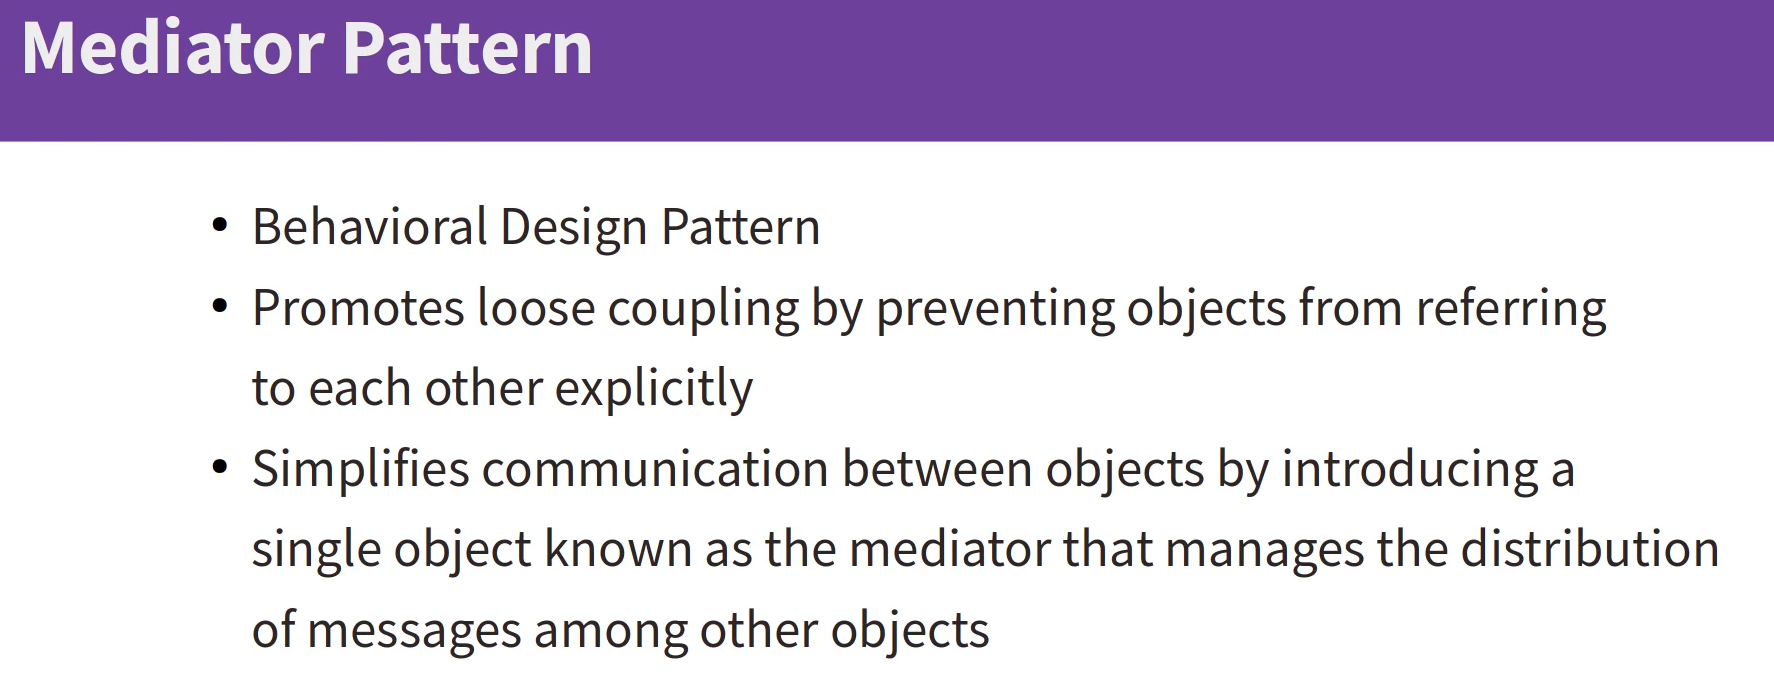 Mediator Pattern
• Behavioral Design Pattern
• Promotes loose coupling by preventing objects from referring
to each other explicitly
• Simplifies communication between objects by introducing a
single object known as the mediator that manages the distribution
of messages among other objects